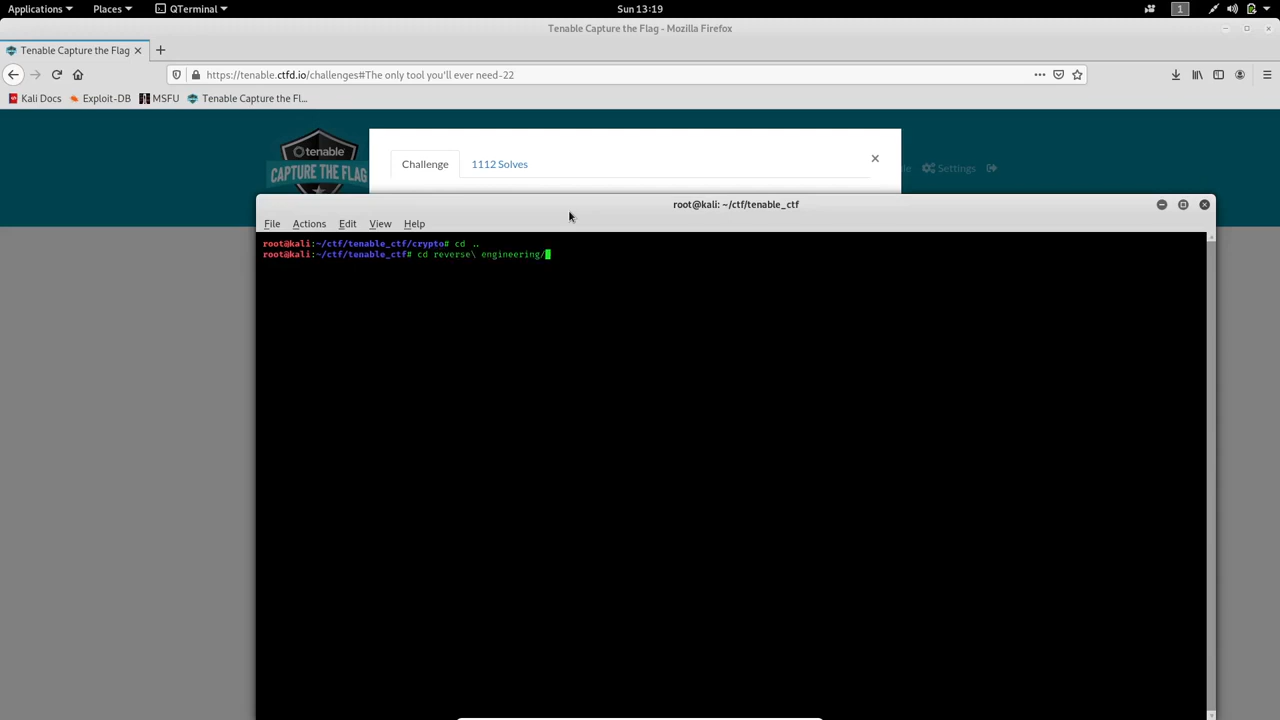 Applications Places QTerminal Sun 13:19 1
Tenable Capture the Flag - Mozilla Firefox
Tenable Capture the Flag
https://tenable.ctfd.io/challenges#The only tool you'll ever need-22
Kali Docs Exploit-DB MSFU Tenable Capture the Fl...
tenable
CAPTURE THE FLAG
Challenge 1112 Solves
Settings
root@kali: ~/ctf/tenable_ctf
File Actions Edit View Help
root@kali:~/ctf/tenable_ctf/crypto# cd ..
root@kali:~/ctf/tenable_ctf# cd reverse\ engineering/